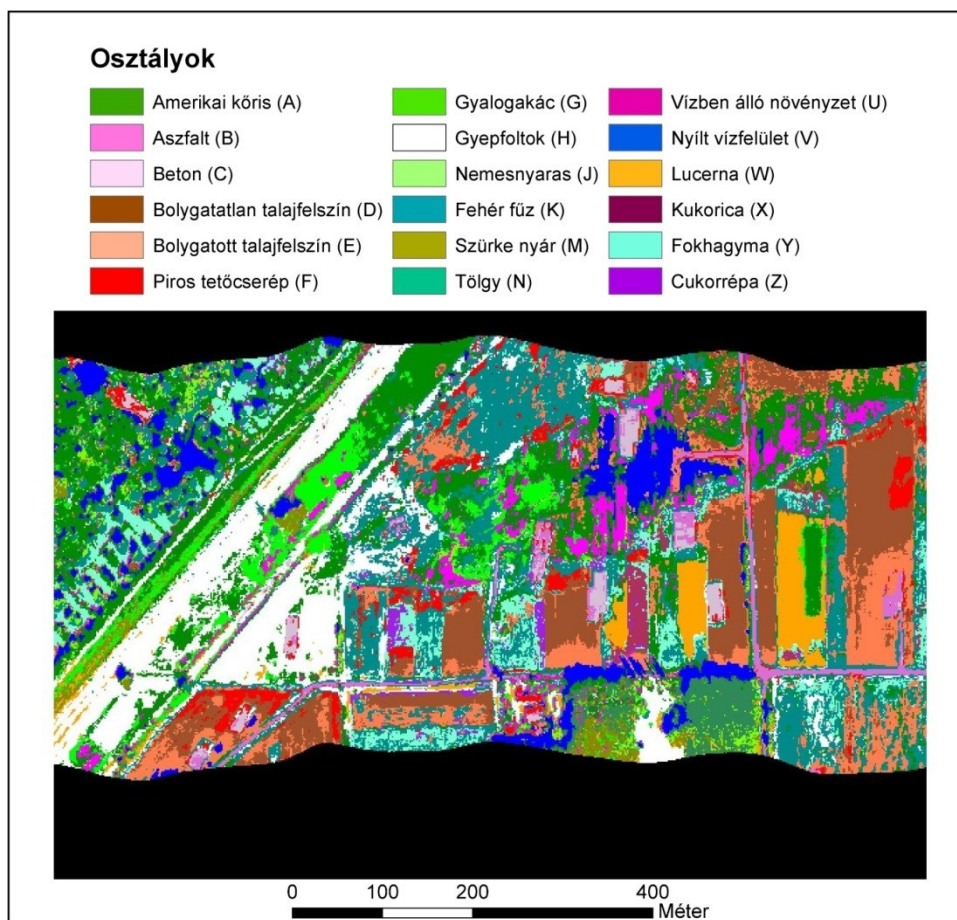 Osztályok
Amerikai kőris (A)
Aszfalt (B)
Beton (C)
Bolygatatlan talajfelszín (D)
Bolygatott talajfelszín (E)
Piros tetőcserép (F)
Gyalogakác (G)
Gyepfoltok (H)
Nemesnyaras (J)
Fehér fűz (K)
Szürke nyár (M)
Tölgy (N)
Vízben álló növényzet (U)
Nyílt vízfelület (V)
Lucerna (W)
Kukorica (X)
Fokhagyma (Y)
Cukorrépa (Z)
0 100 200 400
Méter